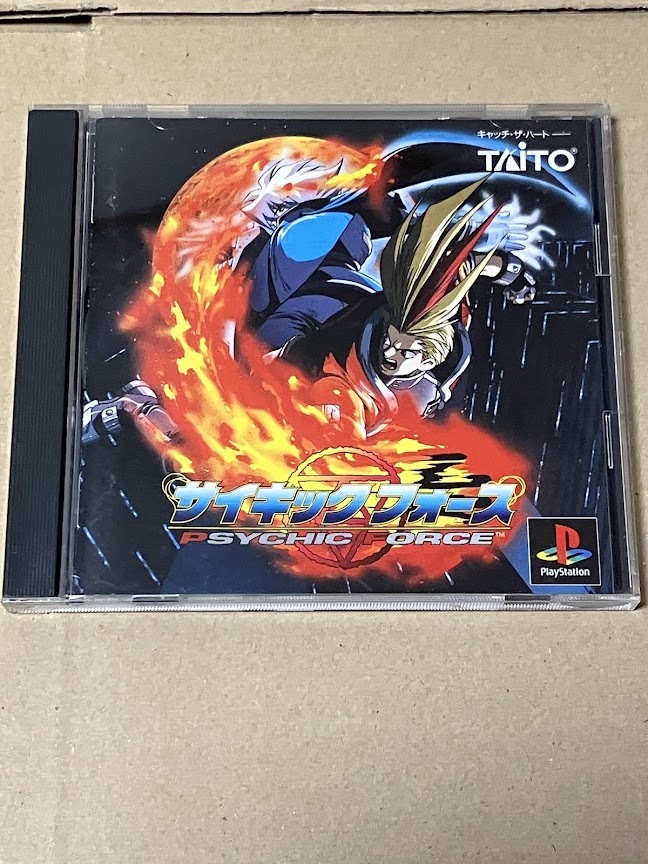 キャッチ・ザ・ハート
TAITO®
サイキックフォース
PSYCHIC FORCE™
PlayStation